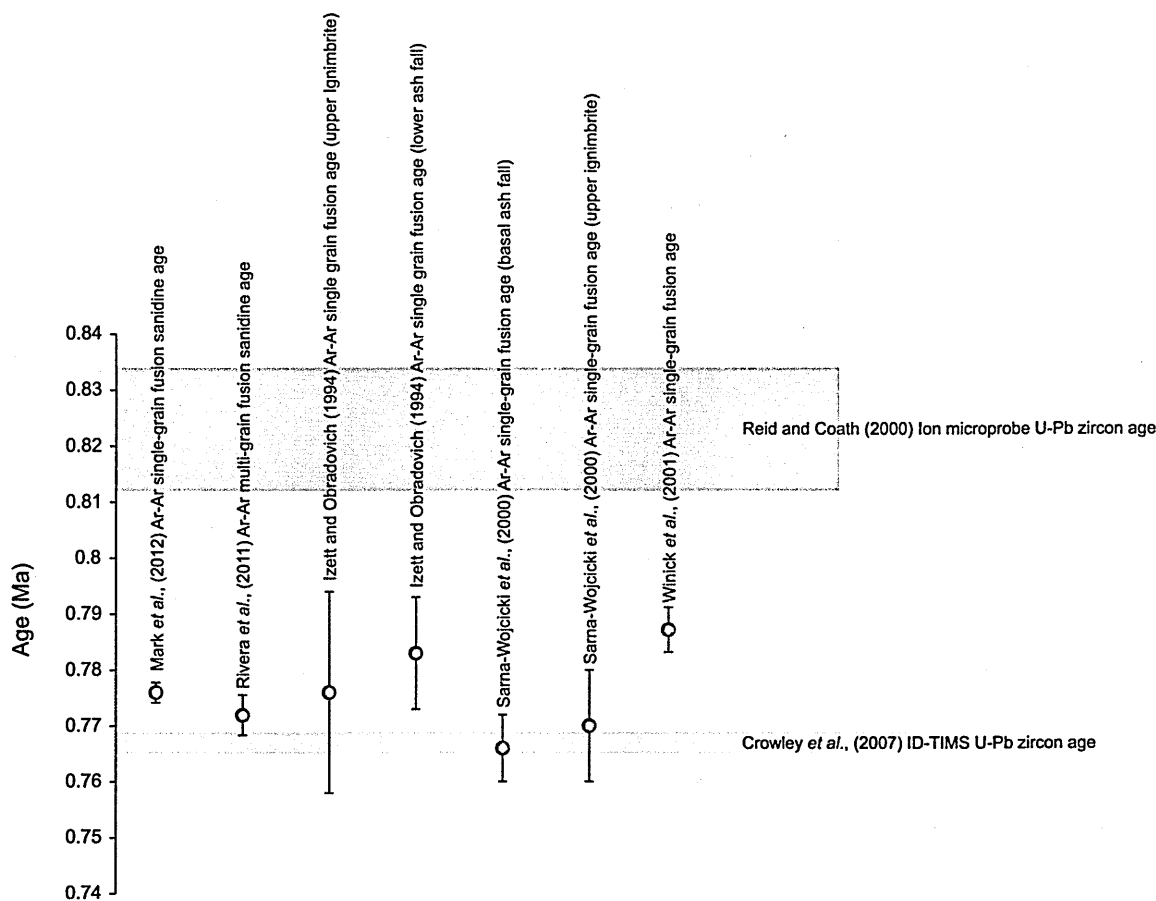 Mark et al., (2012) Ar-Ar single-grain fusion sanidine age
Rivera et al., (2011) Ar-Ar multi-grain fusion sanidine age
Izett and Obradovich (1994) Ar-Ar single grain fusion age (upper Ignimbrite)
Izett and Obradovich (1994) Ar-Ar single grain fusion age (lower ash fall)
Sarna-Wojcicki et al., (2000) Ar-Ar single-grain fusion age (basal ash fall)
Sarna-Wojcicki et al., (2000) Ar-Ar single-grain fusion age (upper ignimbrite)
Winick et al., (2001) Ar-Ar single-grain fusion age
Age (Ma)
0.84
0.83
0.82
0.81
0.8
0.79
0.78
0.77
0.76
0.75
0.74
Reid and Coath (2000) Ion microprobe U-Pb zircon age
Crowley et al., (2007) ID-TIMS U-Pb zircon age